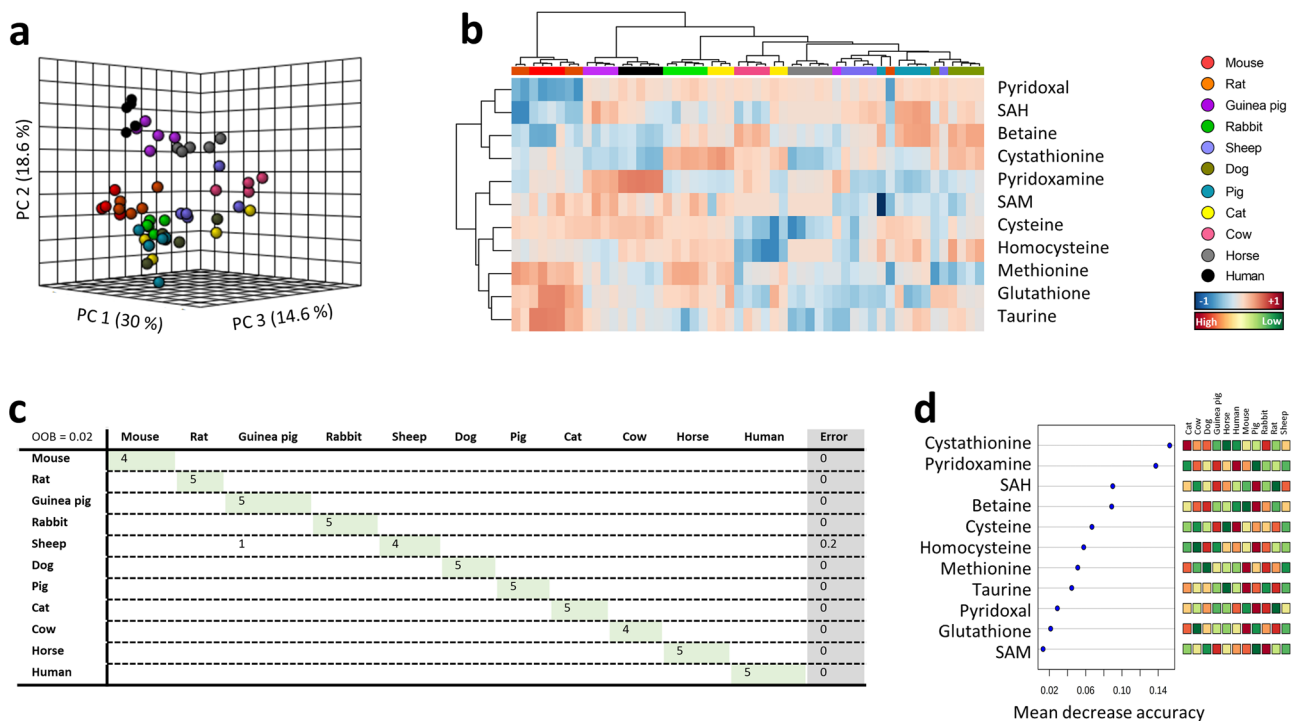 a
PC 2 (18.6 %)
PC 1 (30 %)
PC 3 (14.6 %)
b
Pyridoxal
SAH
Betaine
Cystathionine
Pyridoxamine
SAM
Cysteine
Homocysteine
Methionine
Glutathione
Taurine
Mouse
Rat
Guinea pig
Rabbit
Sheep
Dog
Pig
Cat
Cow
Horse
Human
-1 +1
High Low
c
OOB = 0.02 Mouse Rat Guinea pig Rabbit Sheep Dog Pig Cat Cow Horse Human Error
Mouse 4 0
Rat 5 0
Guinea pig 5 0
Rabbit 5 0
Sheep 1 4 0.2
Dog 5 0
Pig 5 0
Cat 5 0
Cow 4 0
Horse 5 0
Human 5 0
d
Cat Cow Dog Guinea pig Horse Human Mouse Pig Rabbit Rat Sheep
Cystathionine
Pyridoxamine
SAH
Betaine
Cysteine
Homocysteine
Methionine
Taurine
Pyridoxal
Glutathione
SAM
0.02 0.06 0.10 0.14
Mean decrease accuracy